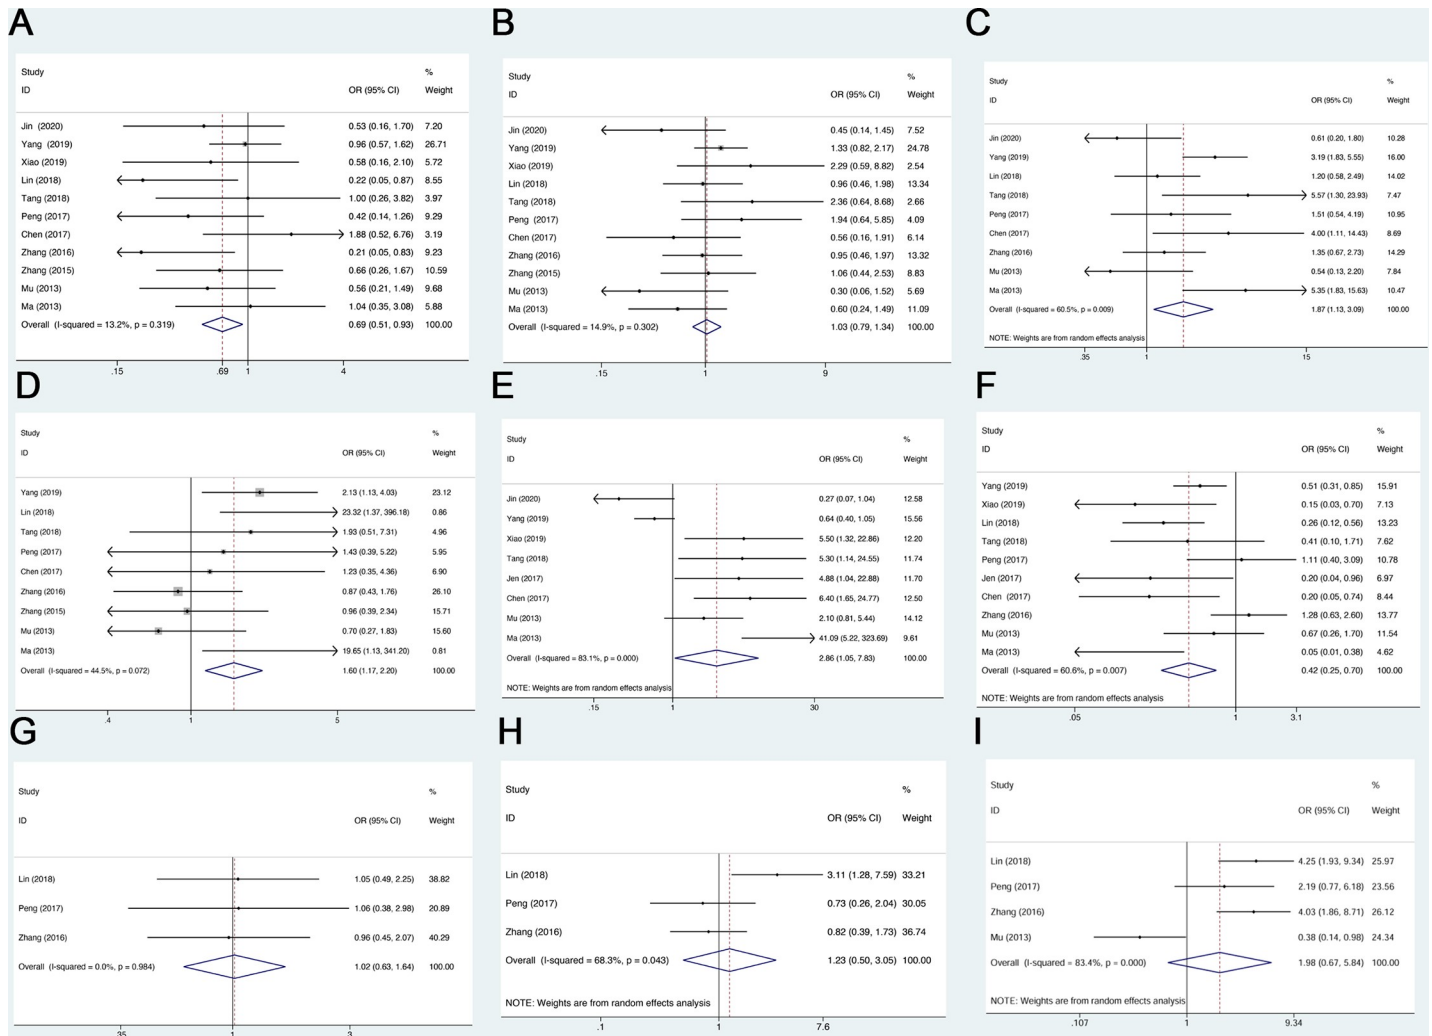 A
Study %
ID OR (95% CI) Weight
Jin (2020) 0.53 (0.16, 1.70) 7.20
Yang (2019) 0.96 (0.57, 1.62) 26.71
Xiao (2019) 0.58 (0.16, 2.10) 5.72
Lin (2018) 0.22 (0.05, 0.87) 8.55
Tang (2018) 1.00 (0.26, 3.82) 3.97
Peng (2017) 0.42 (0.14, 1.26) 9.29
Chen (2017) 1.88 (0.52, 6.76) 3.19
Zhang (2016) 0.21 (0.05, 0.83) 9.23
Zhang (2015) 0.66 (0.26, 1.67) 10.59
Mu (2013) 0.56 (0.21, 1.49) 9.68
Ma (2013) 1.04 (0.35, 3.08) 5.88
Overall (I-squared = 13.2%, p = 0.319) 0.69 (0.51, 0.93) 100.00
.15 .69 1 4
B
Study %
ID OR (95% CI) Weight
Jin (2020) 0.45 (0.14, 1.45) 7.52
Yang (2019) 1.33 (0.82, 2.17) 24.78
Xiao (2019) 2.29 (0.59, 8.82) 2.54
Lin (2018) 0.96 (0.46, 1.98) 13.34
Tang (2018) 2.36 (0.64, 8.68) 2.66
Peng (2017) 1.94 (0.64, 5.85) 4.09
Chen (2017) 0.56 (0.16, 1.91) 6.14
Zhang (2016) 0.95 (0.46, 1.97) 13.32
Zhang (2015) 1.06 (0.44, 2.53) 8.83
Mu (2013) 0.30 (0.06, 1.52) 5.69
Ma (2013) 0.60 (0.24, 1.49) 11.09
Overall (I-squared = 14.9%, p = 0.302) 1.03 (0.79, 1.34) 100.00
.15 1 9
C
Study %
ID OR (95% CI) Weight
Jin (2020) 0.61 (0.20, 1.80) 10.28
Yang (2019) 3.19 (1.83, 5.55) 16.00
Lin (2018) 1.20 (0.58, 2.49) 14.02
Tang (2018) 5.57 (1.30, 23.93) 7.47
Peng (2017) 1.51 (0.54, 4.19) 10.95
Chen (2017) 4.00 (1.11, 14.43) 8.69
Zhang (2016) 1.35 (0.67, 2.73) 14.29
Mu (2013) 0.54 (0.13, 2.20) 7.84
Ma (2013) 5.35 (1.83, 15.63) 10.47
Overall (I-squared = 60.5%, p = 0.009) 1.87 (1.13, 3.09) 100.00
NOTE: Weights are from random effects analysis
.35 1 15
D
Study %
ID OR (95% CI) Weight
Yang (2019) 2.13 (1.13, 4.03) 23.12
Lin (2018) 23.32 (1.37, 396.18) 0.86
Tang (2018) 1.93 (0.51, 7.31) 4.96
Peng (2017) 1.43 (0.39, 5.22) 5.95
Chen (2017) 1.23 (0.35, 4.36) 6.90
Zhang (2016) 0.87 (0.43, 1.76) 26.10
Zhang (2015) 0.96 (0.39, 2.34) 15.71
Mu (2013) 0.70 (0.27, 1.83) 15.60
Ma (2013) 19.65 (1.13, 341.20) 0.81
Overall (I-squared = 44.5%, p = 0.072) 1.60 (1.17, 2.20) 100.00
.4 1 5
E
Study %
ID OR (95% CI) Weight
Jin (2020) 0.27 (0.07, 1.04) 12.58
Yang (2019) 0.64 (0.40, 1.05) 15.56
Xiao (2019) 5.50 (1.32, 22.86) 12.20
Tang (2018) 5.30 (1.14, 24.55) 11.74
Jen (2017) 4.88 (1.04, 22.88) 11.70
Chen (2017) 6.40 (1.65, 24.77) 12.50
Mu (2013) 2.10 (0.81, 5.44) 14.12
Ma (2013) 41.09 (5.22, 323.69) 9.61
Overall (I-squared = 83.1%, p = 0.000) 2.86 (1.05, 7.83) 100.00
NOTE: Weights are from random effects analysis
.15 1 30
F
Study %
ID OR (95% CI) Weight
Yang (2019) 0.51 (0.31, 0.85) 15.91
Xiao (2019) 0.15 (0.03, 0.70) 7.13
Lin (2018) 0.26 (0.12, 0.56) 13.23
Tang (2018) 0.41 (0.10, 1.71) 7.62
Peng (2017) 1.11 (0.40, 3.09) 10.78
Jen (2017) 0.20 (0.04, 0.96) 6.97
Chen (2017) 0.20 (0.05, 0.74) 8.44
Zhang (2016) 1.28 (0.63, 2.60) 13.77
Mu (2013) 0.67 (0.26, 1.70) 11.54
Ma (2013) 0.05 (0.01, 0.38) 4.62
Overall (I-squared = 60.6%, p = 0.007) 0.42 (0.25, 0.70) 100.00
NOTE: Weights are from random effects analysis
.05 1 3.1
G
Study %
ID OR (95% CI) Weight
Lin (2018) 1.05 (0.49, 2.25) 38.82
Peng (2017) 1.06 (0.38, 2.98) 20.89
Zhang (2016) 0.96 (0.45, 2.07) 40.29
Overall (I-squared = 0.0%, p = 0.984) 1.02 (0.63, 1.64) 100.00
.35 1 3
H
Study %
ID OR (95% CI) Weight
Lin (2018) 3.11 (1.28, 7.59) 33.21
Peng (2017) 0.73 (0.26, 2.04) 30.05
Zhang (2016) 0.82 (0.39, 1.73) 36.74
Overall (I-squared = 68.3%, p = 0.043) 1.23 (0.50, 3.05) 100.00
NOTE: Weights are from random effects analysis
.1 1 7.6
I
Study %
ID OR (95% CI) Weight
Lin (2018) 4.25 (1.93, 9.34) 25.97
Peng (2017) 2.19 (0.77, 6.18) 23.56
Zhang (2016) 4.03 (1.86, 8.71) 26.12
Mu (2013) 0.38 (0.14, 0.98) 24.34
Overall (I-squared = 83.4%, p = 0.000) 1.98 (0.67, 5.84) 100.00
NOTE: Weights are from random effects analysis
.107 1 9.34